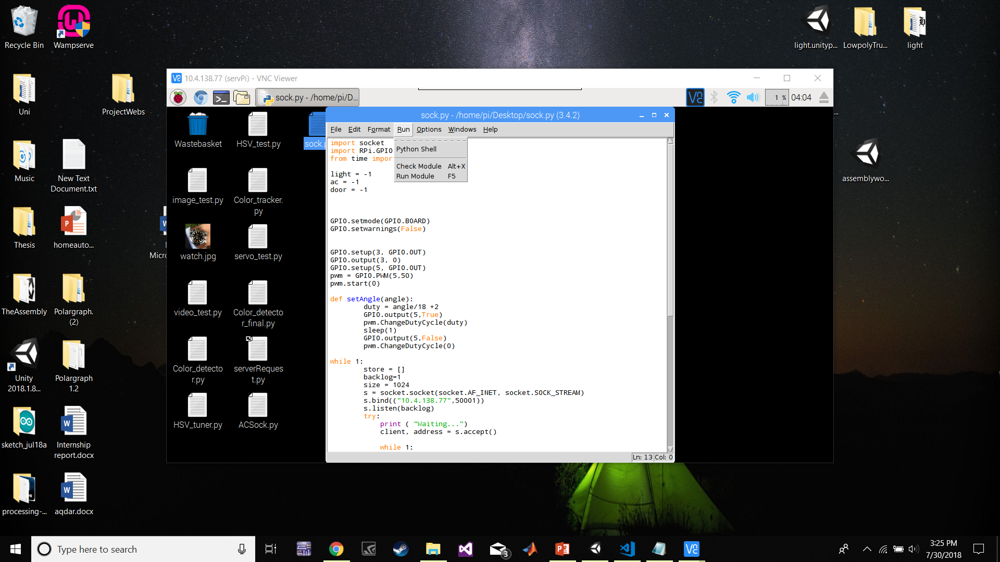 Recycle Bin
Wampserve
light.unityp...
LowpolyTru...
light
Uni
ProjectWebs
Music
New Text
Document.txt
assemblywo...
Thesis
homeauto...
TheAssembly
Polargraph.
(2)
Unity
2018.1.8...
Polargraph
1.2
sketch_jul18a
Internship
report.docx
processing-...
aqdar.docx
10.4.138.77 (servPi) - VNC Viewer
sock.py - /home/pi/D...
1 %
04:04
Wastebasket
HSV_test.py
image_test.py
Color_tracker.
py
watch.jpg
servo_test.py
video_test.py
Color_detecto
r_final.py
Color_detecto
r.py
serverReques
t.py
HSV_tuner.py
ACSock.py
sock.py - /home/pi/Desktop/sock.py (3.4.2)
File Edit Format Run Options Windows Help
Python Shell
Check Module Alt+X
Run Module F5
import socket
import RPi.GPIO
from time impor
light = -1
ac = -1
door = -1
GPIO.setmode(GPIO.BOARD)
GPIO.setwarnings(False)
GPIO.setup(3, GPIO.OUT)
GPIO.output(3, 0)
GPIO.setup(5, GPIO.OUT)
pwm = GPIO.PWM(5,50)
pwm.start(0)
def setAngle(angle):
duty = angle/18 +2
GPIO.output(5,True)
pwm.ChangeDutyCycle(duty)
sleep(1)
GPIO.output(5,False)
pwm.ChangeDutyCycle(0)
while 1:
store = []
backlog=1
size = 1024
s = socket.socket(socket.AF_INET, socket.SOCK_STREAM)
s.bind(("10.4.138.77",50001))
s.listen(backlog)
try:
print ( "Waiting...")
client, address = s.accept()
while 1:
Ln: 13 Col: 0
Type here to search
3
3:25 PM
7/30/2018